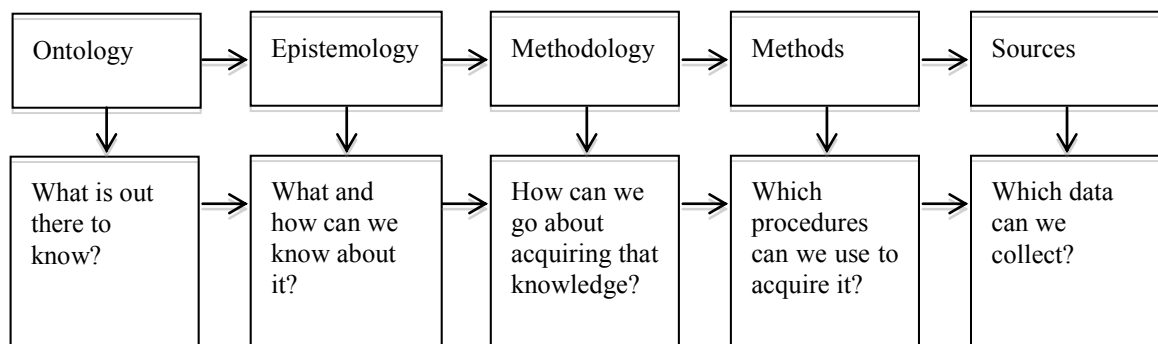 Ontology
Epistemology
Methodology
Methods
Sources
What is out
there to
know?
What and
how can we
know about
it?
How can we
go about
acquiring that
knowledge?
Which
procedures
can we use to
acquire it?
Which data
can we
collect?